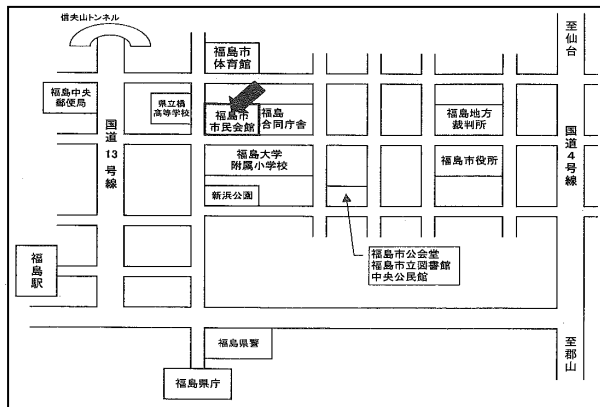 信夫山トンネル
至仙台
福島市
体育館
福島中央
郵便局
県立橘
高等学校
福島市
市民会館
福島
合同庁舎
福島地方
裁判所
国道13号線
国道4号線
福島大学
附属小学校
福島市役所
新浜公園
福島駅
福島市公会堂
福島市立図書館
中央公民館
至郡山
福島県警
福島県庁